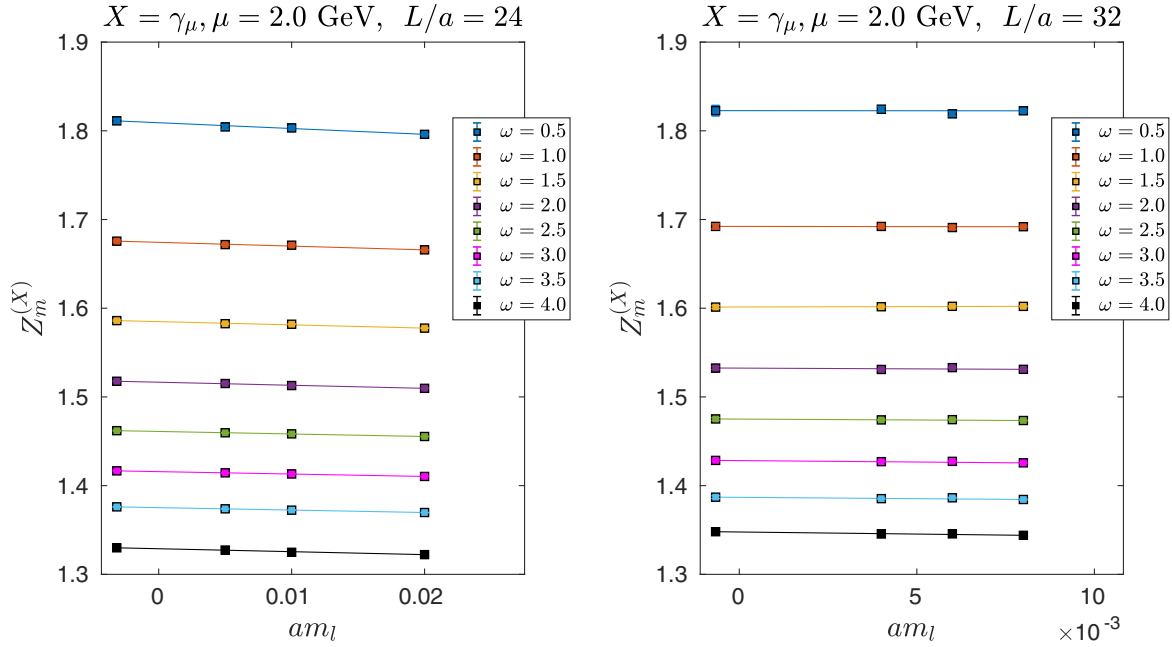 X = γ_μ, μ = 2.0 GeV, L/a = 24
1.9
1.8
1.7
1.6
1.5
1.4
1.3
Z_m^{(X)}
0
0.01
0.02
am_l
ω = 0.5
ω = 1.0
ω = 1.5
ω = 2.0
ω = 2.5
ω = 3.0
ω = 3.5
ω = 4.0
X = γ_μ, μ = 2.0 GeV, L/a = 32
1.9
1.8
1.7
1.6
1.5
1.4
1.3
Z_m^{(X)}
0
5
10
×10^{-3}
am_l
ω = 0.5
ω = 1.0
ω = 1.5
ω = 2.0
ω = 2.5
ω = 3.0
ω = 3.5
ω = 4.0